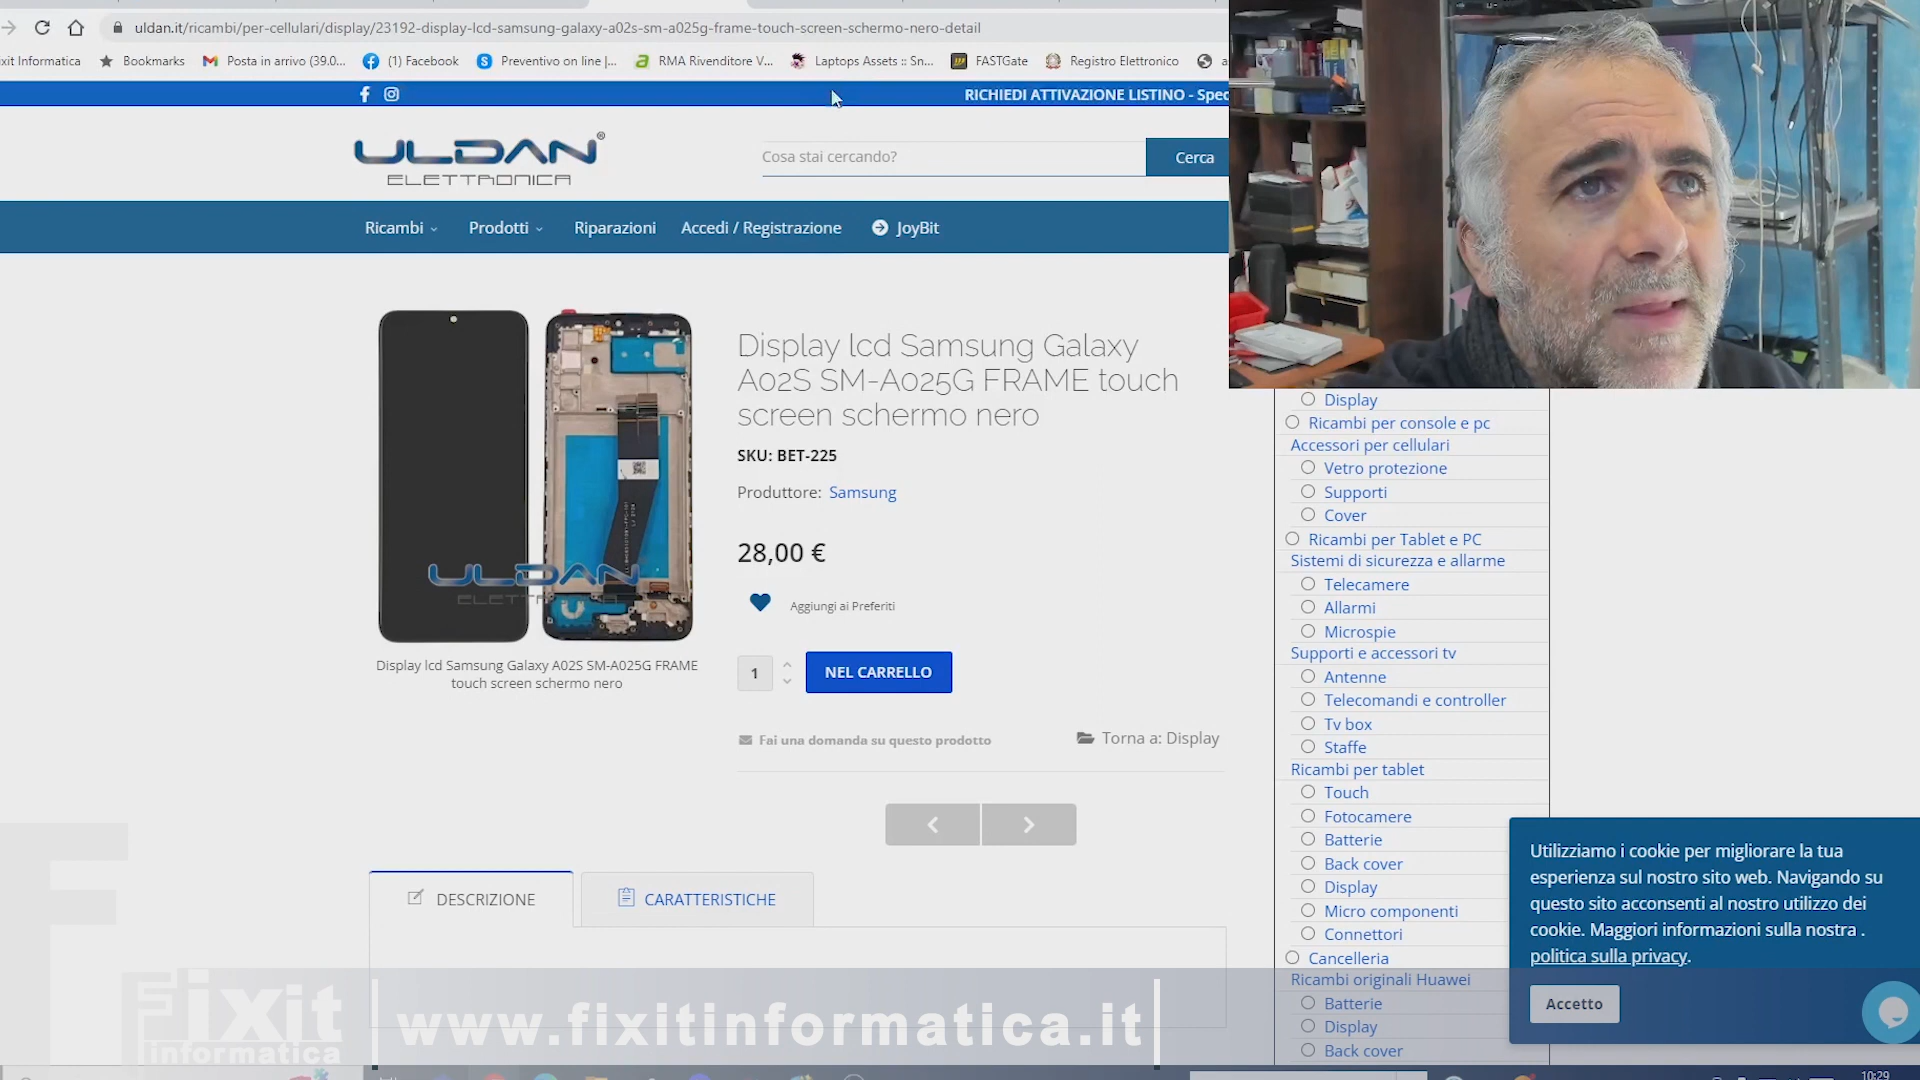 uldan.it/ricambi/per-cellulari/display/23192-display-lcd-samsung-galaxy-a02s-sm-a025g-frame-touch-screen-schermo-nero-detail
xit Informatica
Bookmarks
Posta in arrivo (39.0...
(1) Facebook
Preventivo on line |...
RMA Rivenditore V...
Laptops Assets :: Sn...
FASTGate
Registro Elettronico
RICHIEDI ATTIVAZIONE LISTINO - Spec
ULDAN®
ELETTRONICA
Cosa stai cercando?
Cerca
Ricambi
Prodotti
Riparazioni
Accedi / Registrazione
JoyBit
Display lcd Samsung Galaxy
A02S SM-A025G FRAME touch
screen schermo nero
SKU: BET-225
Produttore: Samsung
28,00 €
Aggiungi ai Preferiti
1
NEL CARRELLO
ULDAN
ELETTRONICA
Display lcd Samsung Galaxy A02S SM-A025G FRAME
touch screen schermo nero
Fai una domanda su questo prodotto
Torna a: Display
DESCRIZIONE
CARATTERISTICHE
Display
Ricambi per console e pc
Accessori per cellulari
Vetro protezione
Supporti
Cover
Ricambi per Tablet e PC
Sistemi di sicurezza e allarme
Telecamere
Allarmi
Microspie
Supporti e accessori tv
Antenne
Telecomandi e controller
Tv box
Staffe
Ricambi per tablet
Touch
Fotocamere
Batterie
Back cover
Display
Micro componenti
Connettori
Cancelleria
Ricambi originali Huawei
Batterie
Display
Back cover
Utilizziamo i cookie per migliorare la tua
esperienza sul nostro sito web. Navigando su
questo sito acconsenti al nostro utilizzo dei
cookie. Maggiori informazioni sulla nostra .
politica sulla privacy.
Accetto
Fixit
informatica
www.fixitinformatica.it
10:29